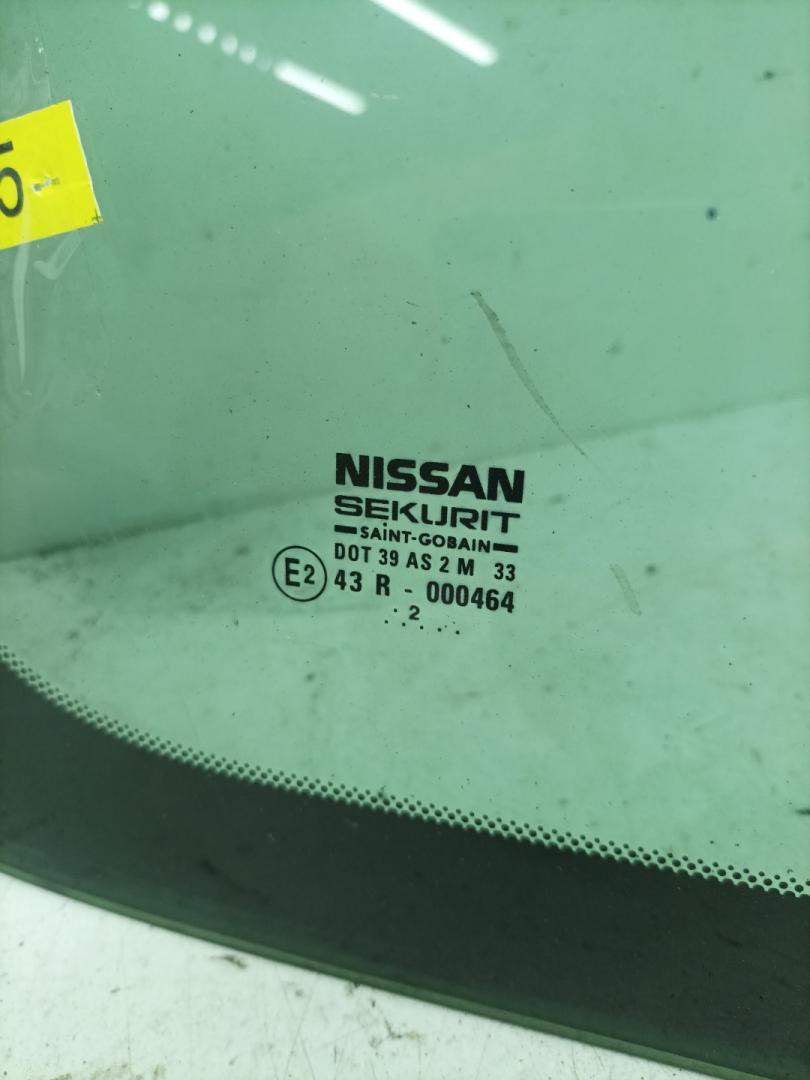 NISSAN
SEKURIT
SAINT-GOBAIN
DOT 39 AS 2 M 33
E2 43 R - 000464
. . 2 . . . .